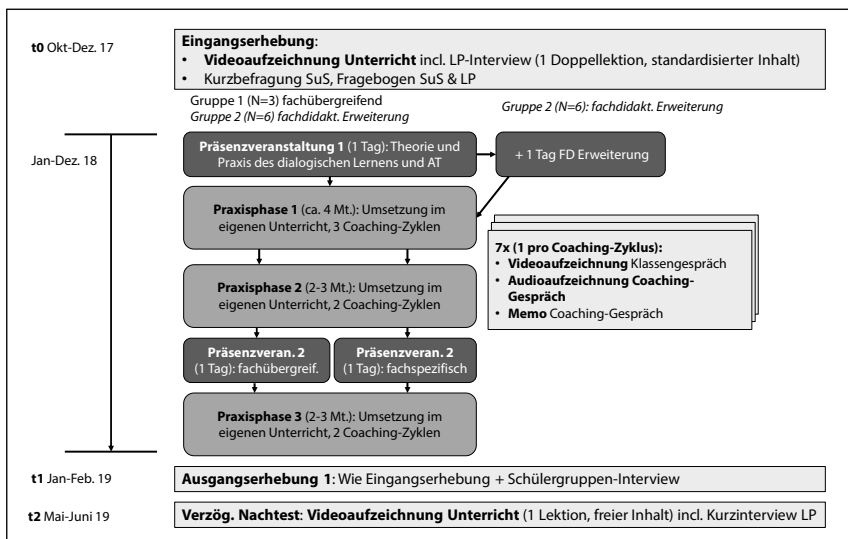 t0 Okt-Dez. 17
Eingangserhebung:
• Videoaufzeichnung Unterricht incl. LP-Interview (1 Doppellektion, standardisierter Inhalt)
• Kurzbefragung SuS, Fragebogen SuS & LP
Gruppe 1 (N=3) fachübergreifend
Gruppe 2 (N=6) fachdidakt. Erweiterung
Gruppe 2 (N=6): fachdidakt. Erweiterung
Jan-Dez. 18
Präsenzveranstaltung 1 (1 Tag): Theorie und
Praxis des dialogischen Lernens und AT
+ 1 Tag FD Erweiterung
Praxisphase 1 (ca. 4 Mt.): Umsetzung im
eigenen Unterricht, 3 Coaching-Zyklen
7x (1 pro Coaching-Zyklus):
• Videoaufzeichnung Klassengespräch
• Audioaufzeichnung Coaching-
Gespräch
• Memo Coaching-Gespräch
Praxisphase 2 (2-3 Mt.): Umsetzung im
eigenen Unterricht, 2 Coaching-Zyklen
Präsenzveran. 2
(1 Tag): fachübergreif.
Präsenzveran. 2
(1 Tag): fachspezifisch
Praxisphase 3 (2-3 Mt.): Umsetzung im
eigenen Unterricht, 2 Coaching-Zyklen
t1 Jan-Feb. 19
Ausgangserhebung 1: Wie Eingangserhebung + Schülergruppen-Interview
t2 Mai-Juni 19
Verzög. Nachtest: Videoaufzeichnung Unterricht (1 Lektion, freier Inhalt) incl. Kurzinterview LP